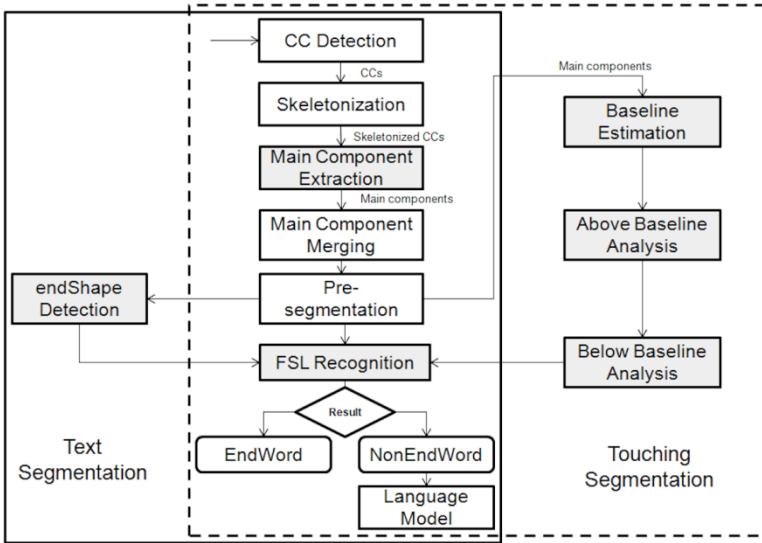 CC Detection
CCs
Skeletonization
Skeletonized CCs
Main Component
Extraction
Main components
Main Component
Merging
Pre-
segmentation
endShape
Detection
FSL Recognition
Result
EndWord
NonEndWord
Language
Model
Text
Segmentation
Main components
Baseline
Estimation
Above Baseline
Analysis
Below Baseline
Analysis
Touching
Segmentation